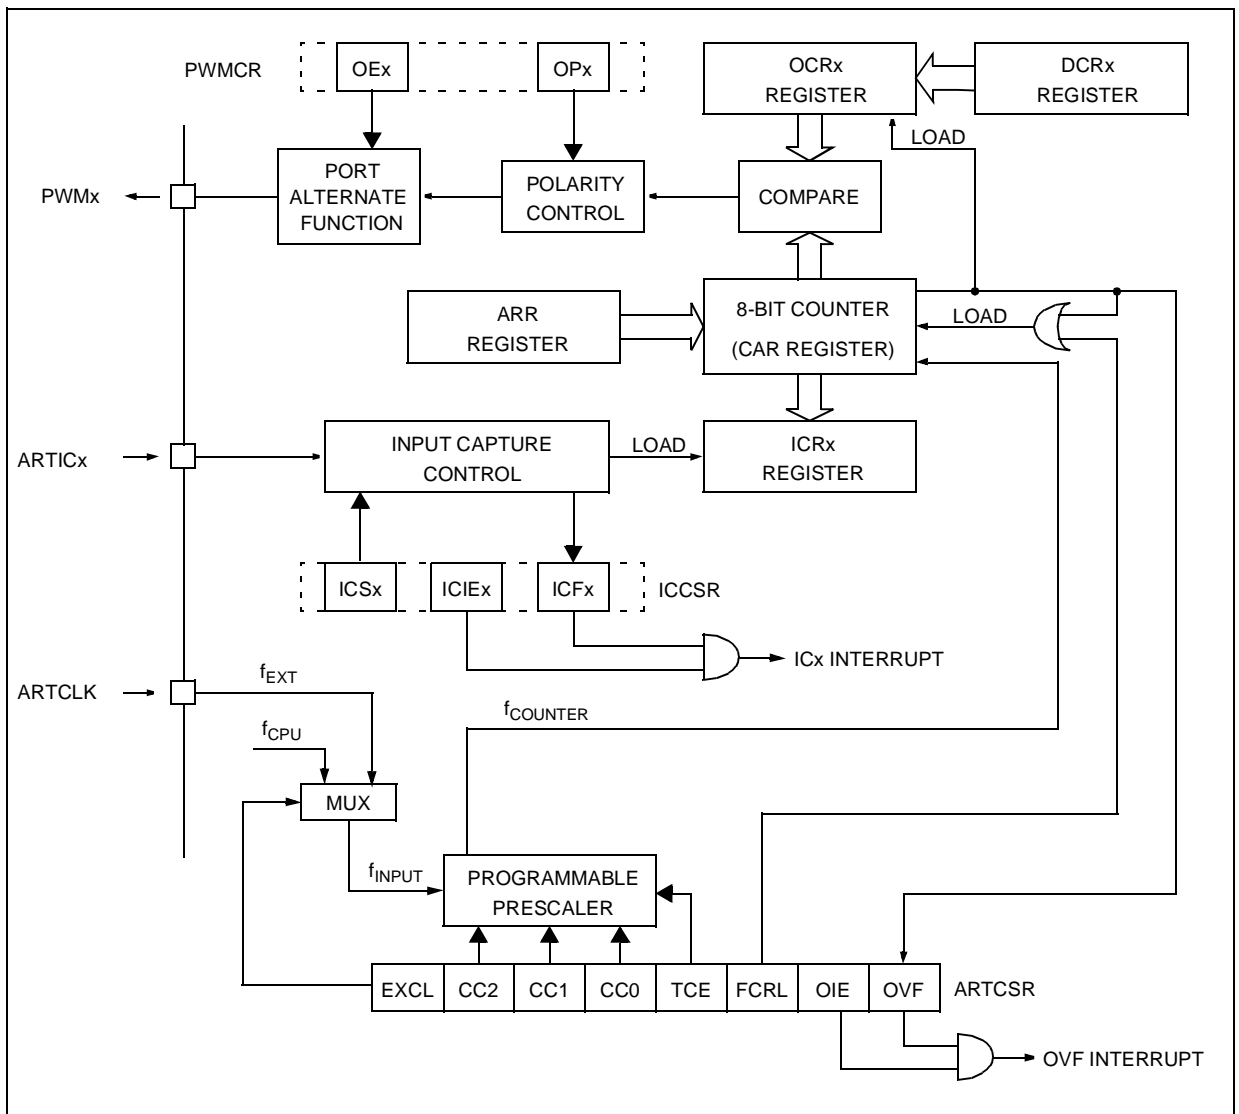 PWMCR
OEx
OPx
OCRx
REGISTER
DCRx
REGISTER
LOAD
PWMx
PORT
ALTERNATE
FUNCTION
POLARITY
CONTROL
COMPARE
ARR
REGISTER
8-BIT COUNTER
(CAR REGISTER)
LOAD
ARTICx
INPUT CAPTURE
CONTROL
LOAD
ICRx
REGISTER
ICSx
ICIEx
ICFx
ICCSR
ICx INTERRUPT
ARTCLK
fEXT
fCPU
fCOUNTER
MUX
fINPUT
PROGRAMMABLE
PRESCALER
EXCL CC2 CC1 CC0 TCE FCRL OIE OVF
ARTCSR
OVF INTERRUPT